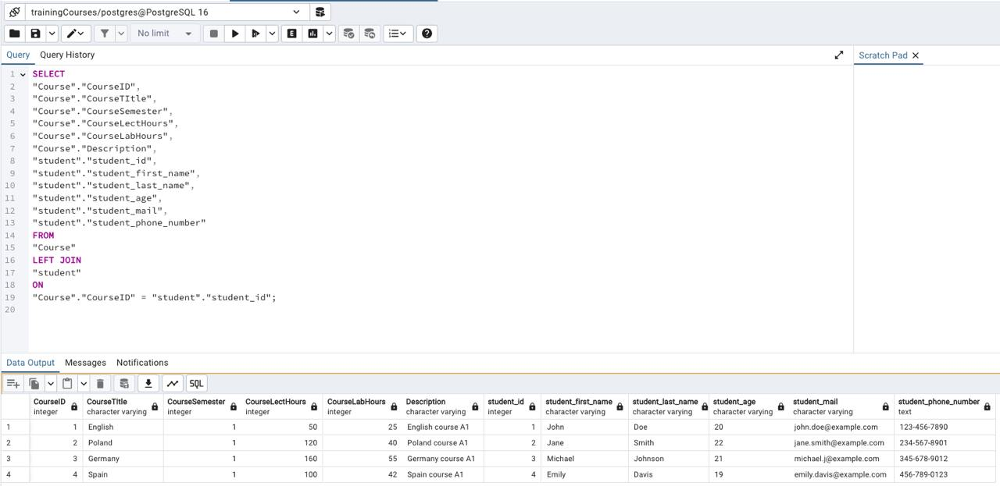 trainingCourses/postgres@PostgreSQL 16
No limit
E
Query
Query History
Scratch Pad
1 SELECT
2 "Course"."CourseID",
3 "Course"."CourseTItle",
4 "Course"."CourseSemester",
5 "Course"."CourseLectHours",
6 "Course"."CourseLabHours",
7 "Course"."Description",
8 "student"."student_id",
9 "student"."student_first_name",
10 "student"."student_last_name",
11 "student"."student_age",
12 "student"."student_mail",
13 "student"."student_phone_number"
14 FROM
15 "Course"
16 LEFT JOIN
17 "student"
18 ON
19 "Course"."CourseID" = "student"."student_id";
20
Data Output Messages Notifications
SQL
CourseID CourseTItle CourseSemester CourseLectHours CourseLabHours Description student_id student_first_name student_last_name student_age student_mail student_phone_number
integer character varying integer integer integer character varying integer character varying character varying character varying character varying text
1 1 English 1 50 25 English course A1 1 John Doe 20 john.doe@example.com 123-456-7890
2 2 Poland 1 120 40 Poland course A1 2 Jane Smith 22 jane.smith@example.com 234-567-8901
3 3 Germany 1 160 55 Germany course A1 3 Michael Johnson 21 michael.j@example.com 345-678-9012
4 4 Spain 1 100 42 Spain course A1 4 Emily Davis 19 emily.davis@example.com 456-789-0123